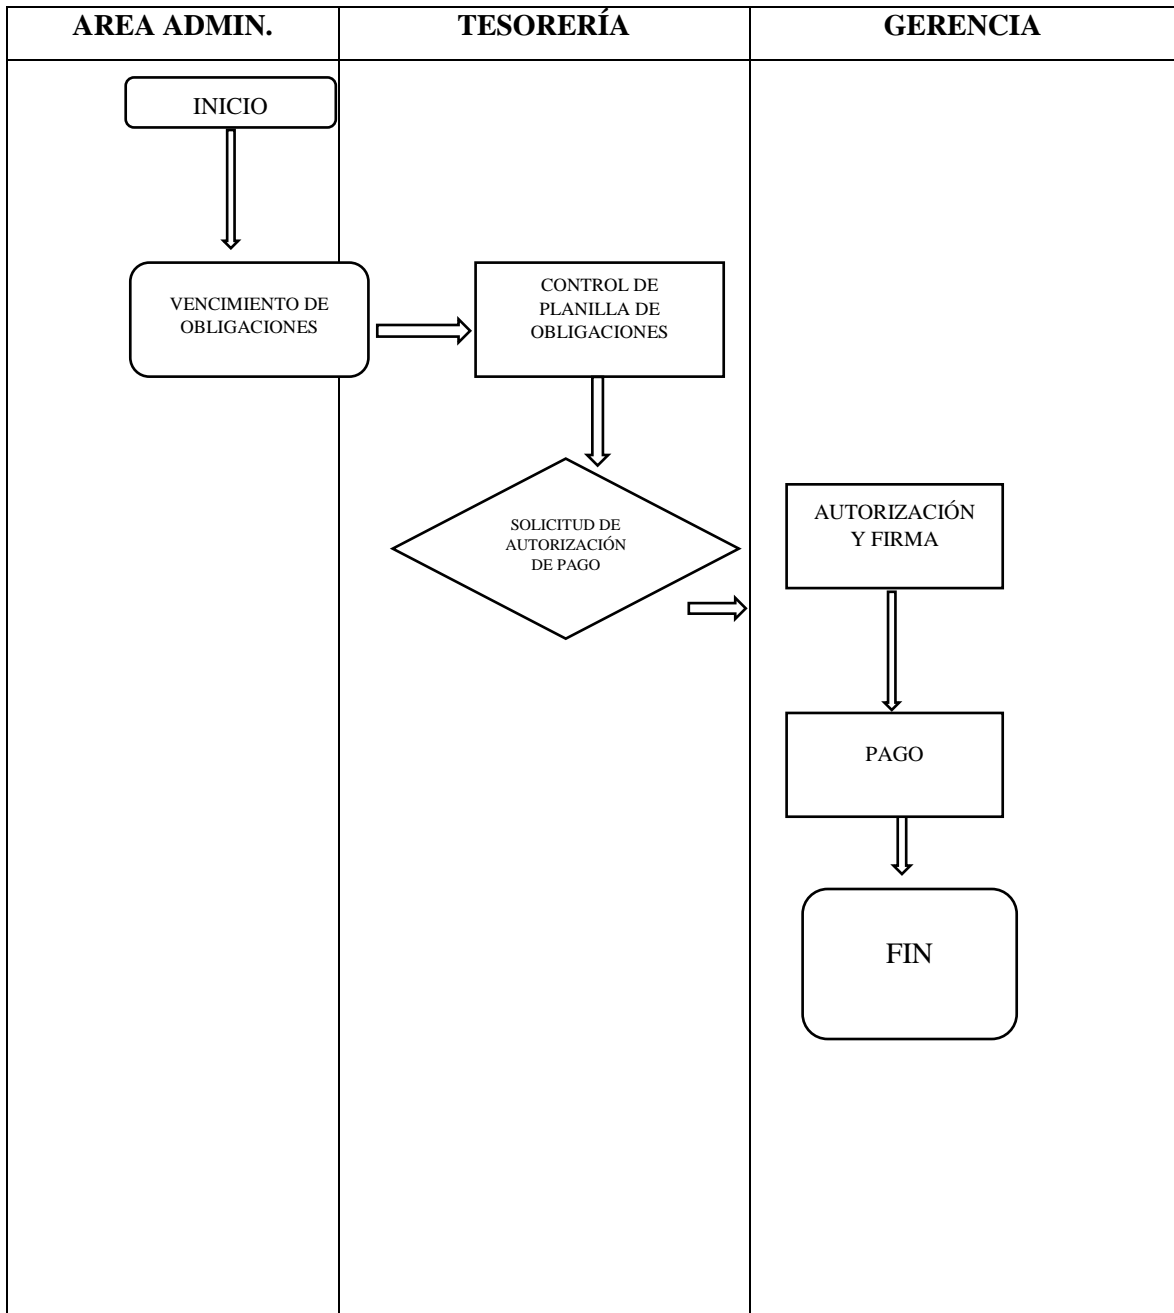 AREA ADMIN.
TESORERÍA
GERENCIA
INICIO
VENCIMIENTO DE
OBLIGACIONES
CONTROL DE
PLANILLA DE
OBLIGACIONES
SOLICITUD DE
AUTORIZACIÓN
DE PAGO
AUTORIZACIÓN
Y FIRMA
PAGO
FIN